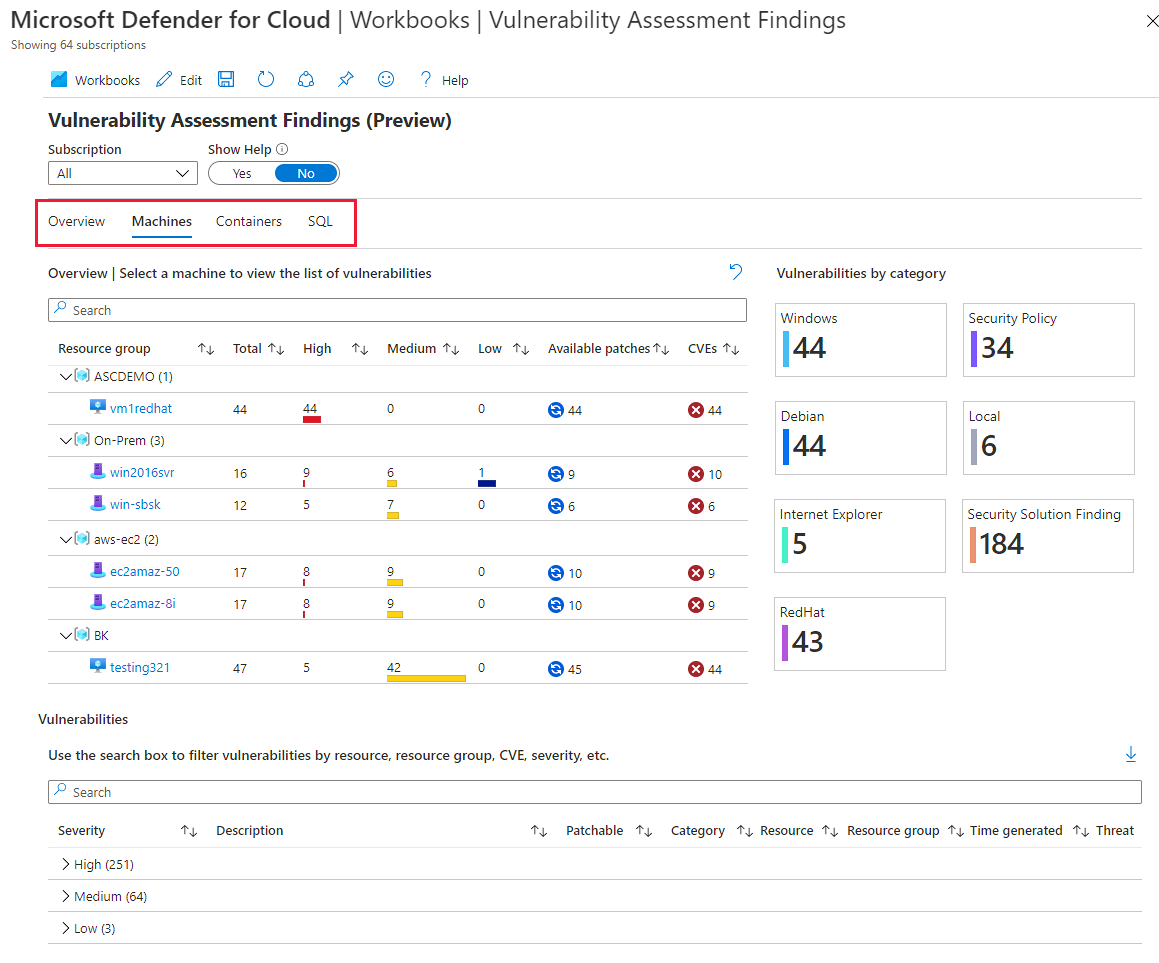 Microsoft Defender for Cloud | Workbooks | Vulnerability Assessment Findings
Showing 64 subscriptions
Workbooks Edit Help
Vulnerability Assessment Findings (Preview)
Subscription Show Help
All Yes No
Overview Machines Containers SQL
Overview | Select a machine to view the list of vulnerabilities
Search
Resource group Total High Medium Low Available patches CVEs
ASCDEMO (1)
vm1redhat 44 44 0 0 44 44
On-Prem (3)
win2016svr 16 9 6 1 9 10
win-sbsk 12 5 7 0 6 6
aws-ec2 (2)
ec2amaz-50 17 8 9 0 10 9
ec2amaz-8i 17 8 9 0 10 9
BK
testing321 47 5 42 0 45 44
Vulnerabilities by category
Windows
44
Security Policy
34
Debian
44
Local
6
Internet Explorer
5
Security Solution Finding
184
RedHat
43
Vulnerabilities
Use the search box to filter vulnerabilities by resource, resource group, CVE, severity, etc.
Search
Severity Description Patchable Category Resource Resource group Time generated Threat
High (251)
Medium (64)
Low (3)